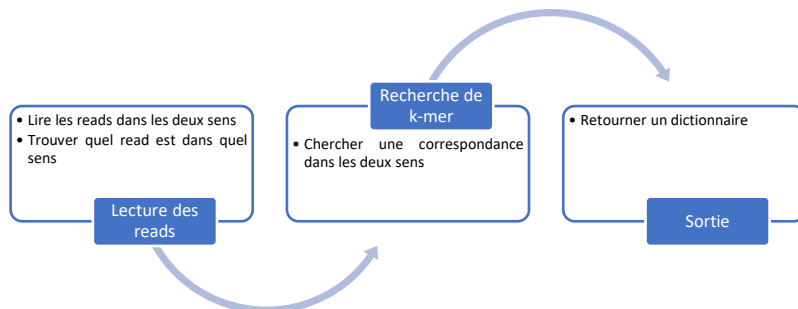 • Lire les reads dans les deux sens
• Trouver quel read est dans quel
sens
Lecture des
reads
Recherche de
k-mer
• Chercher une correspondance
dans les deux sens
• Retourner un dictionnaire
Sortie